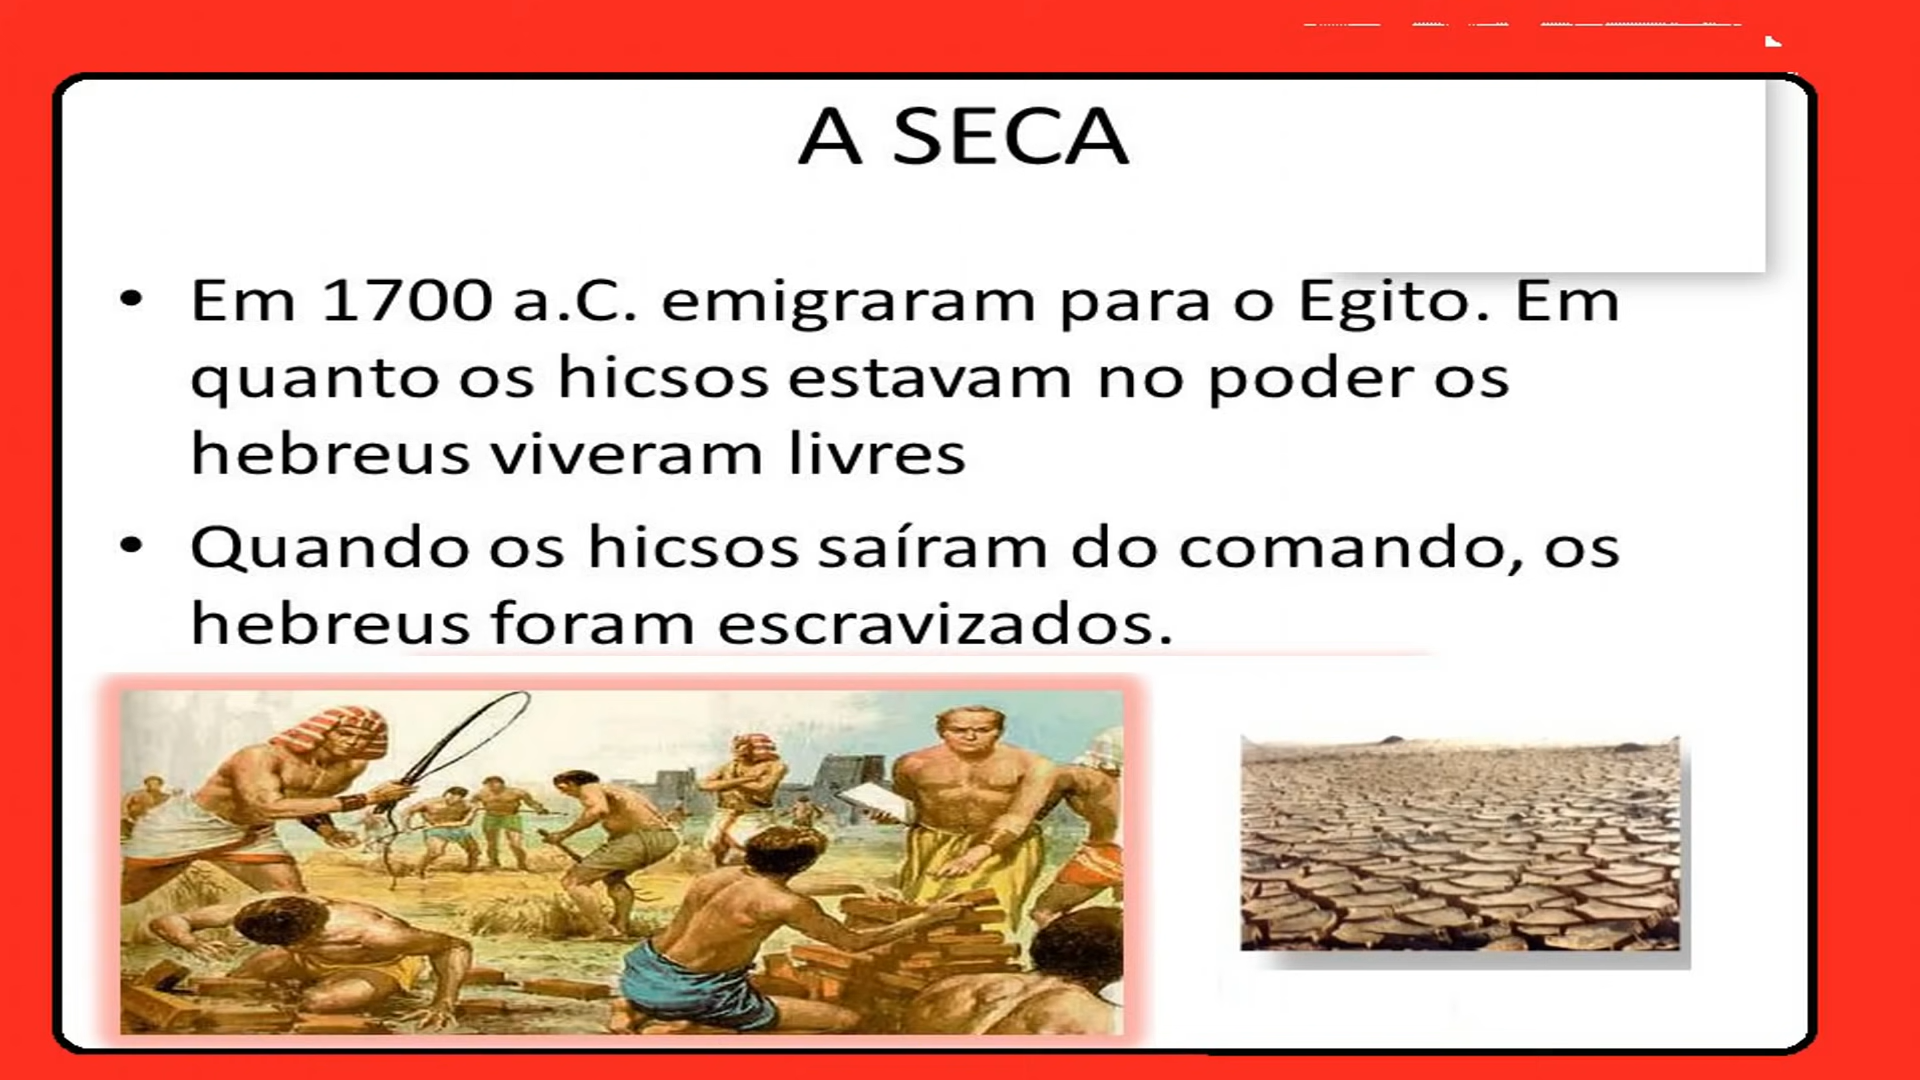 A SECA
• Em 1700 a.C. emigraram para o Egito. Em
quanto os hicsos estavam no poder os
hebreus viveram livres
• Quando os hicsos saíram do comando, os
hebreus foram escravizados.